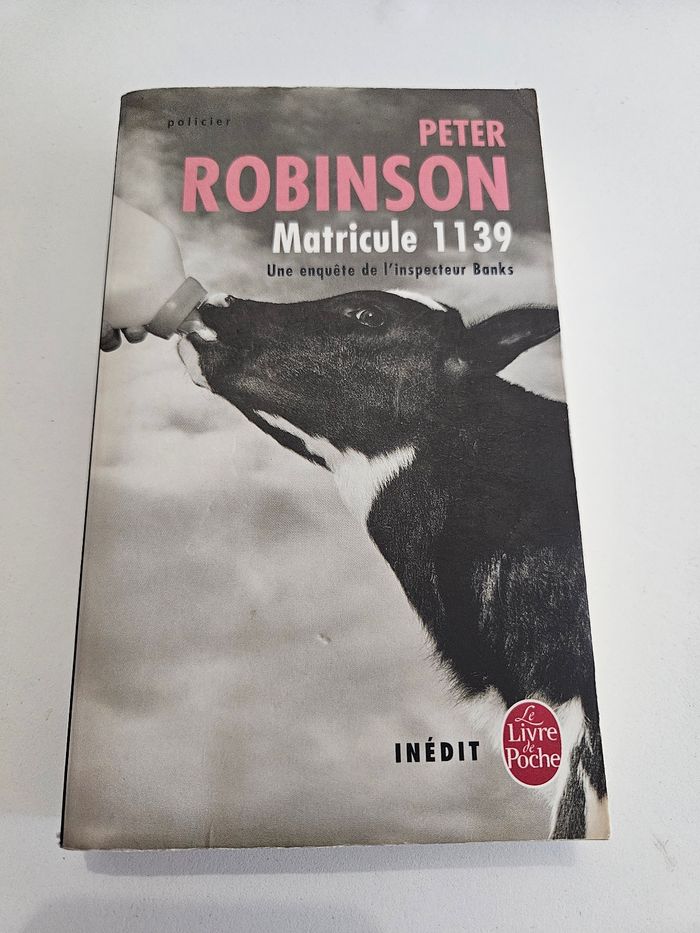 policier
PETER
ROBINSON
Matricule 1139
Une enquête de l'inspecteur Banks
INÉDIT
Le
Livre
de
Poche